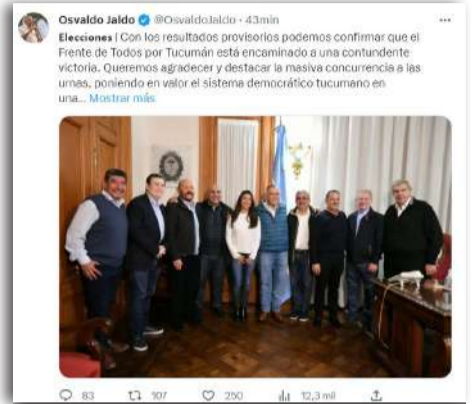 Osvaldo Jaldo @OsvaldoJaldo · 43min
Elecciones | Con los resultados provisorios podemos confirmar que el
Frente de Todos por Tucumán está encaminado a una contundente
victoria. Queremos agradecer y destacar la masiva concurrencia a las
urnas, poniendo en valor el sistema democrático tucumano en
una... Mostrar más
83 107 250 12,3 mil